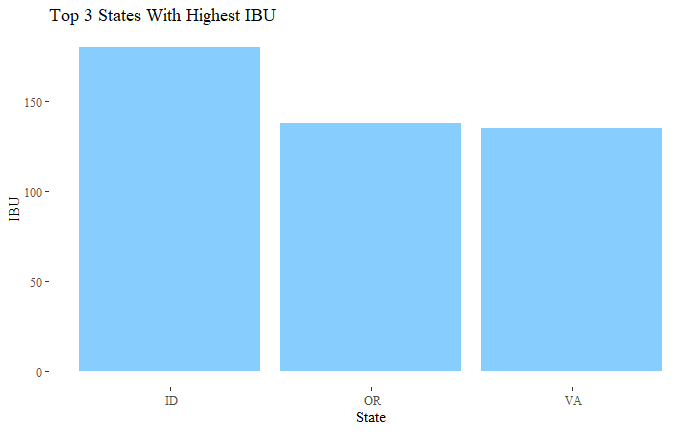 Top 3 States With Highest IBU
150
100
50
0
IBU
ID OR VA
State